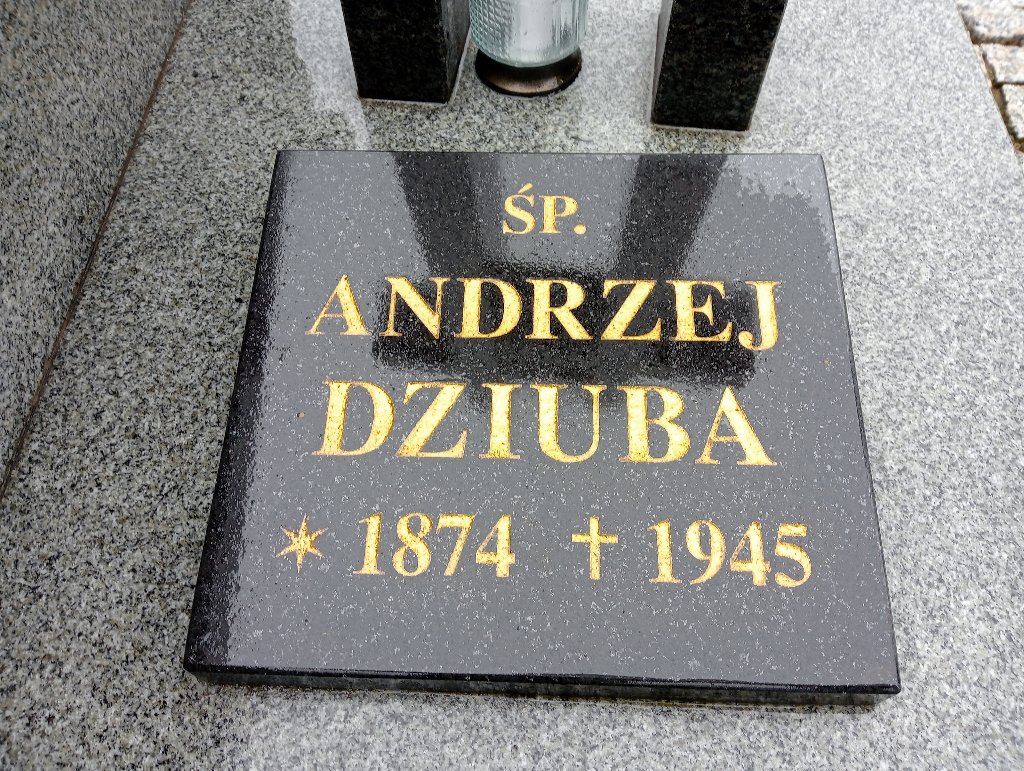 ŚP.
ANDRZEJ
DZIUBA
* 1874 † 1945